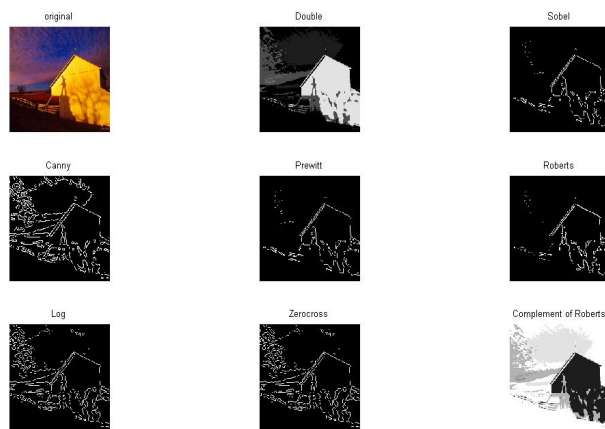 original
Double
Sobel
Canny
Prewitt
Roberts
Log
Zerocross
Complement of Roberts